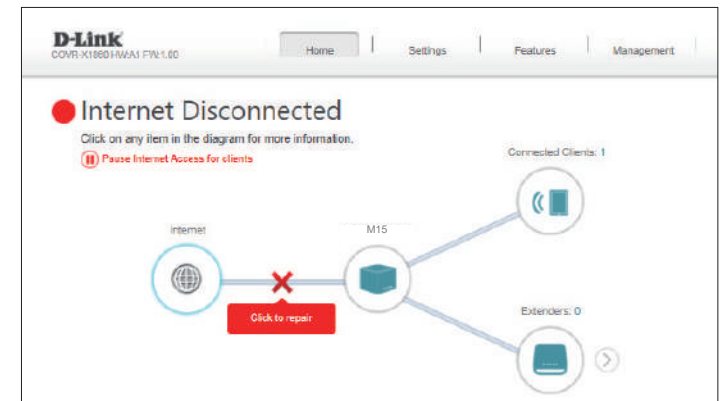 D-Link
COVR-X1860 HW:A1 FW:1.00
Home Settings Features Management
Internet Disconnected
Click on any item in the diagram for more information.
Pause Internet Access for clients
Connected Clients: 1
Internet
M15
Click to repair
Extenders: 0